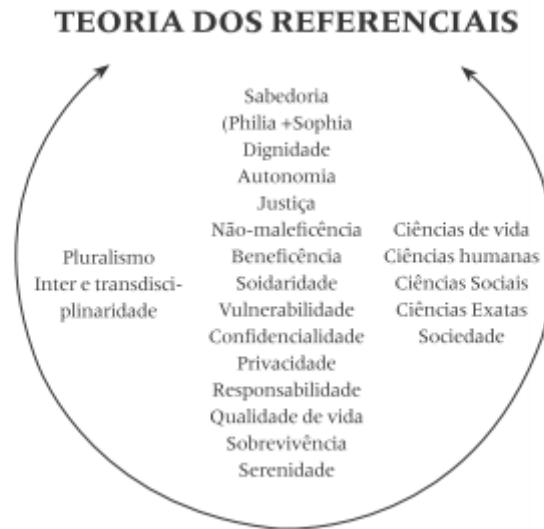 TEORIA DOS REFERENCIAIS
Sabedoria
(Philia +Sophia
Dignidade
Autonomia
Justiça
Não-maleficência
Beneficência
Soidaridade
Vulnerabilidade
Confidencialidade
Privacidade
Responsabilidade
Qualidade de vida
Sobrevivência
Serenidade
Pluralismo
Inter e transdisci-
plinaridade
Ciências de vida
Ciências humanas
Ciências Sociais
Ciências Exatas
Sociedade